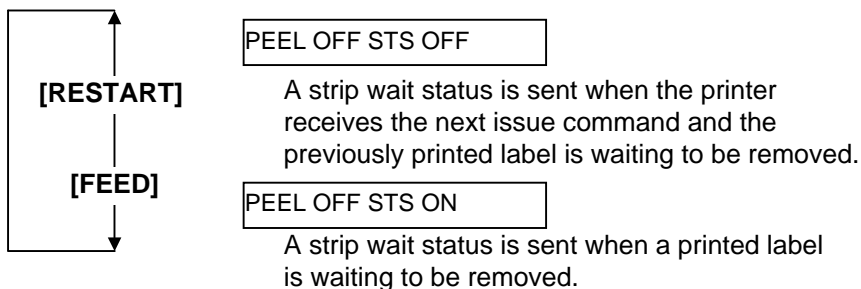 PEEL OFF STS OFF
[RESTART]
A strip wait status is sent when the printer
receives the next issue command and the
previously printed label is waiting to be removed.
[FEED]
PEEL OFF STS ON
A strip wait status is sent when a printed label
is waiting to be removed.